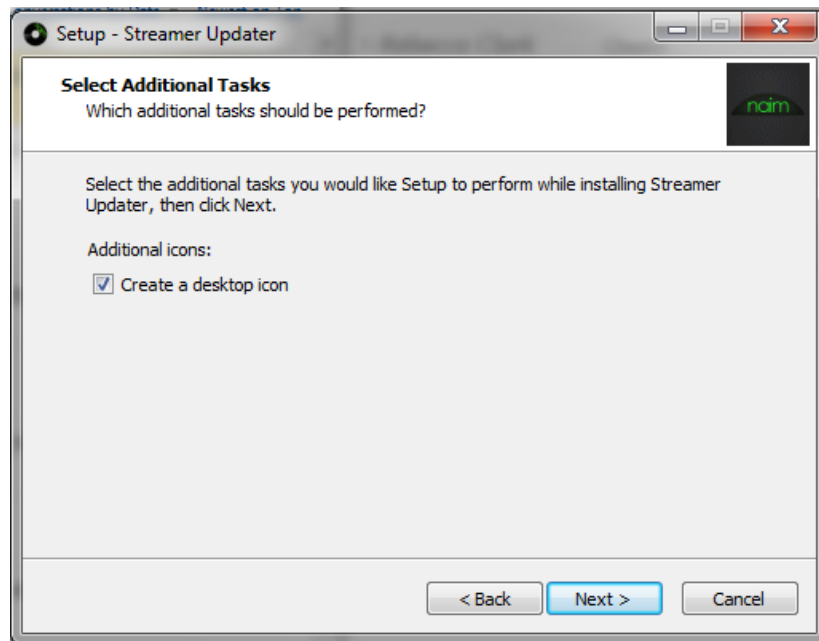 Setup - Streamer Updater
Select Additional Tasks
Which additional tasks should be performed?
naim
Select the additional tasks you would like Setup to perform while installing Streamer
Updater, then click Next.
Additional icons:
Create a desktop icon
< Back
Next >
Cancel